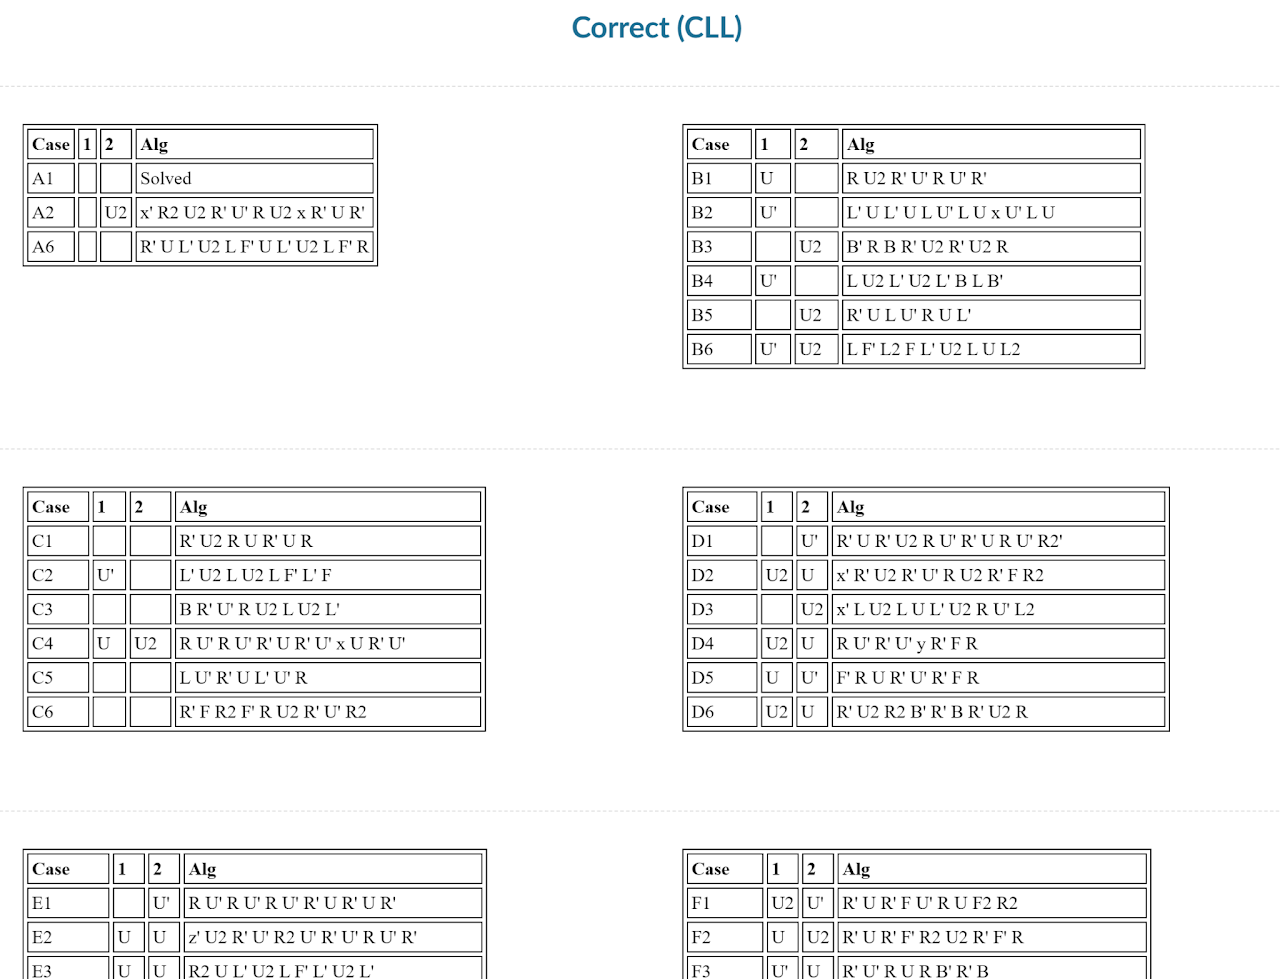 Correct (CLL)
Case 1 2 Alg
A1 Solved
A2 U2 x' R2 U2 R' U' R U2 x R' U R'
A6 R' U L' U2 L F' U L' U2 L F' R
Case 1 2 Alg
B1 U R U2 R' U' R U' R'
B2 U' L' U L' U L U' L U x U' L U
B3 U2 B' R B R' U2 R' U2 R
B4 U' L U2 L' U2 L' B L B'
B5 U2 R' U L U' R U L'
B6 U' U2 L F' L2 F L' U2 L U L2
Case 1 2 Alg
C1 R' U2 R U R' U R
C2 U' L' U2 L U2 L F' L' F
C3 B R' U' R U2 L U2 L'
C4 U U2 R U' R U' R' U R' U' x U R' U'
C5 L U' R' U L' U' R
C6 R' F R2 F' R U2 R' U' R2
Case 1 2 Alg
D1 U' R' U R' U2 R U' R' U R U' R2'
D2 U2 U x' R' U2 R' U' R U2 R' F R2
D3 U2 x' L U2 L U L' U2 R U' L2
D4 U2 U R U' R' U' y R' F R
D5 U U' F' R U R' U' R' F R
D6 U2 U R' U2 R2 B' R' B R' U2 R
Case 1 2 Alg
E1 U' R U' R U' R U' R' U R' U R'
E2 U U z' U2 R' U' R2 U' R' U' R U' R'
E3 U U R2 U L' U2 L F' L' U2 L'
Case 1 2 Alg
F1 U2 U' R' U R' F U' R U F2 R2
F2 U U2 R' U R' F' R2 U2 R' F' R
F3 U' U R' U' R U R B' R' B